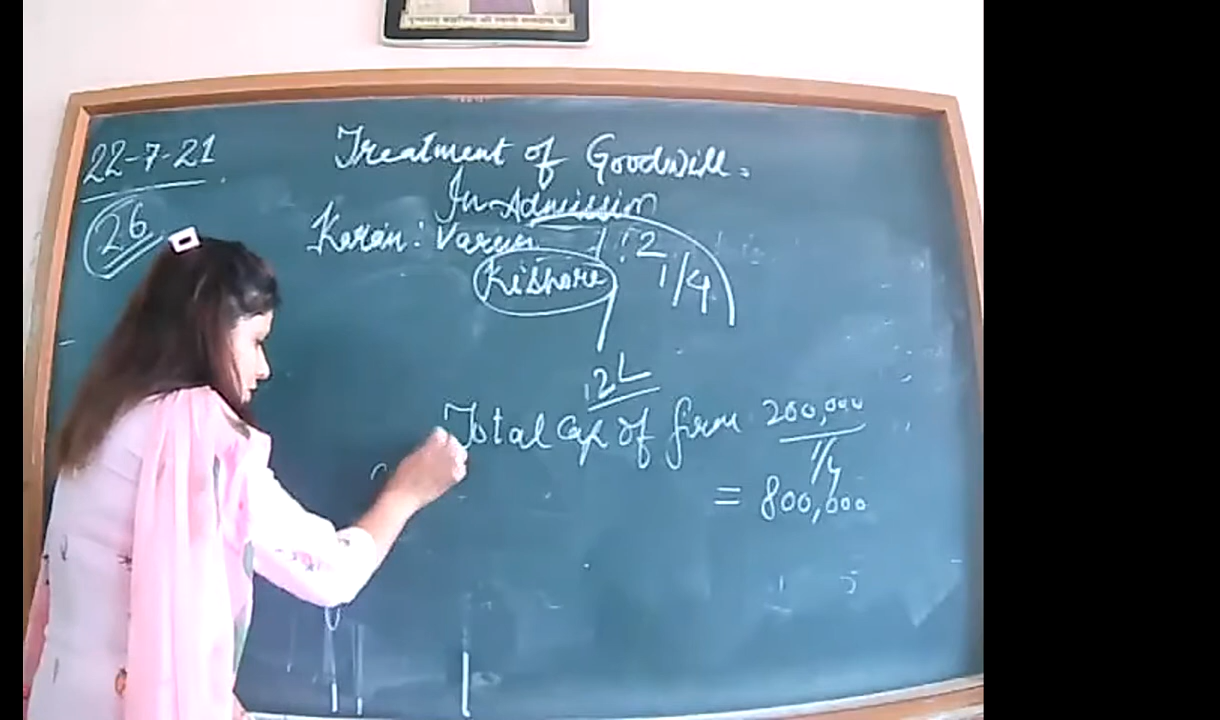 22-7-21
Treatment of Goodwill.
In Admission
26
Karan : Varun 1 : 2
Kishore 1/4
12L
Total Cap of firm 200,000
1/4
= 800,000